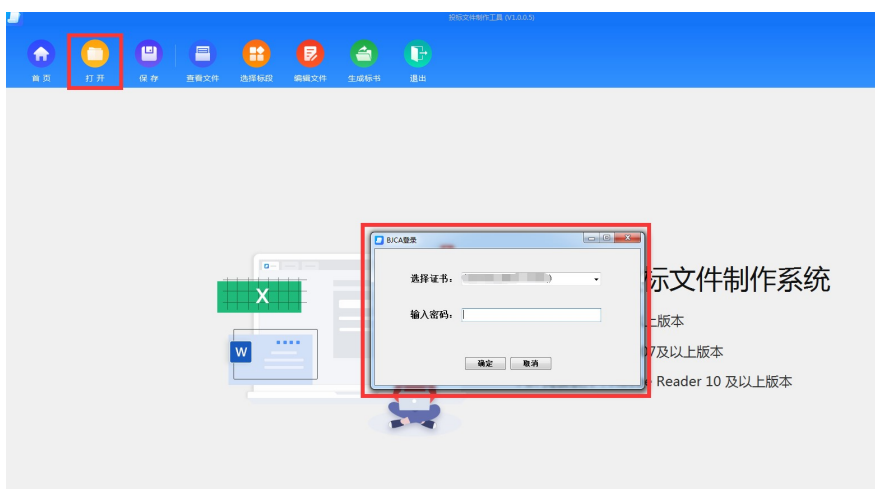 投标文件制作工具 (V1.0.0.5)
首 页
打 开
保 存
查看文件
选择标段
编辑文件
生成标书
退出
BJCA登录
选择证书:
输入密码:
确定
取消
标文件制作系统
上版本
07及以上版本
Reader 10 及以上版本
X
W